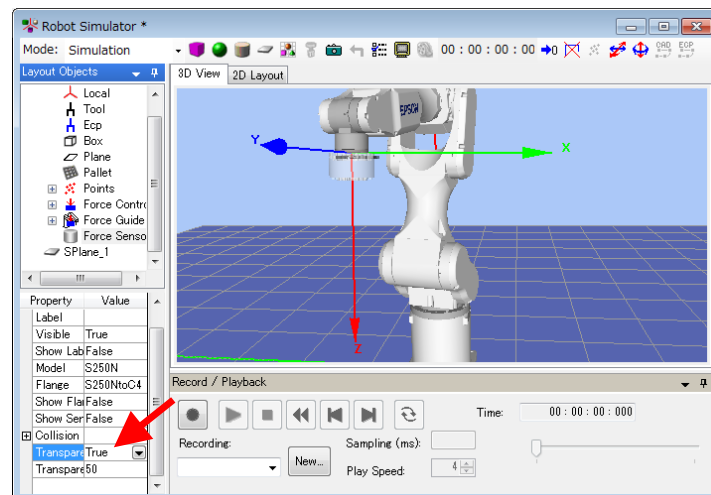 Robot Simulator *
Mode: Simulation
00 : 00 : 00 : 00
CAD
ECP
Layout Objects
3D View
2D Layout
Local
Tool
Ecp
Box
Plane
Pallet
Points
Force Contr
Force Guide
Force Senso
SPlane_1
EPSON
Y
X
Z
Property Value
Label
Visible True
Show Lab False
Model S250N
Flange S250NtoC4
Show Fla False
Show Ser False
Collision
Transpare True
Transpare 50
Record / Playback
Time: 00 : 00 : 00 : 000
Recording:
New...
Sampling (ms):
Play Speed: 4